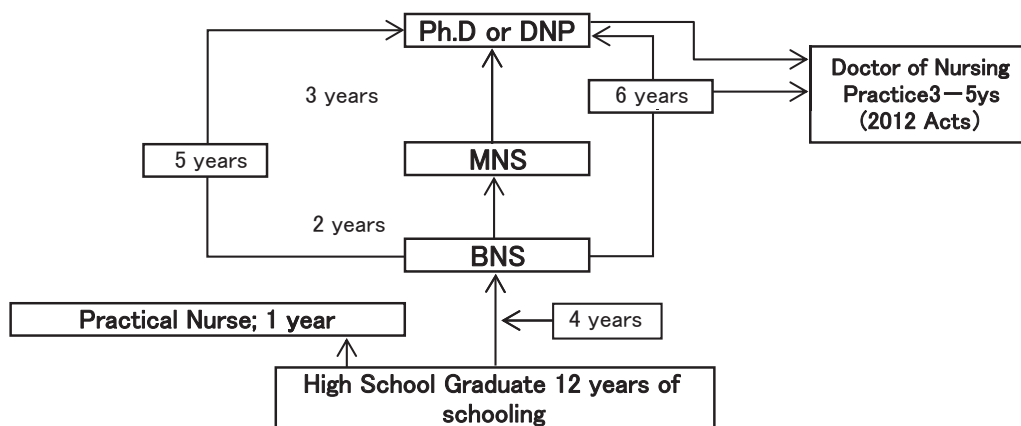 Ph.D or DNP
Doctor of Nursing
Practice3－5ys
（2012 Acts）
3 years
6 years
5 years
MNS
2 years
BNS
Practical Nurse; 1 year
4 years
High School Graduate 12 years of
schooling